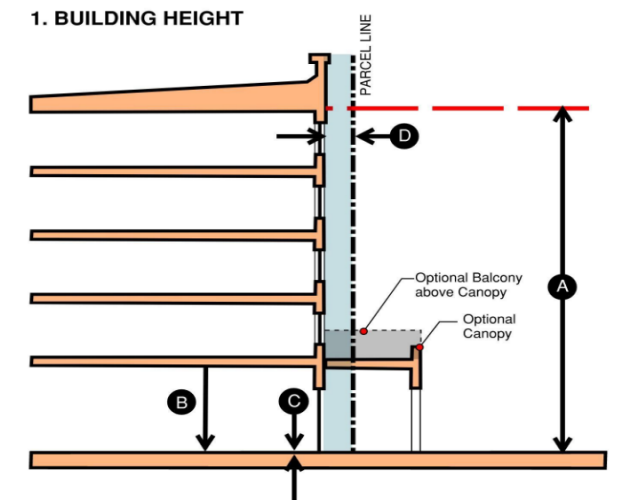 1. BUILDING HEIGHT
PARCEL LINE
D
Optional Balcony
above Canopy
A
Optional
Canopy
B
C